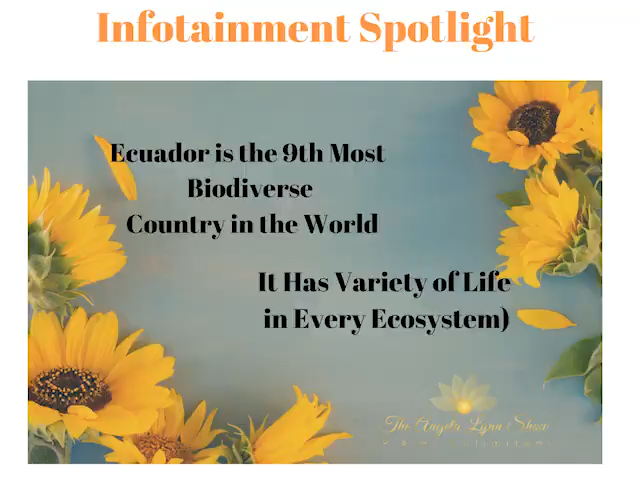 Infotainment Spotlight
Ecuador is the 9th Most
Biodiverse
Country in the World
It Has Variety of Life
in Every Ecosystem)
The Angela Lynn Show